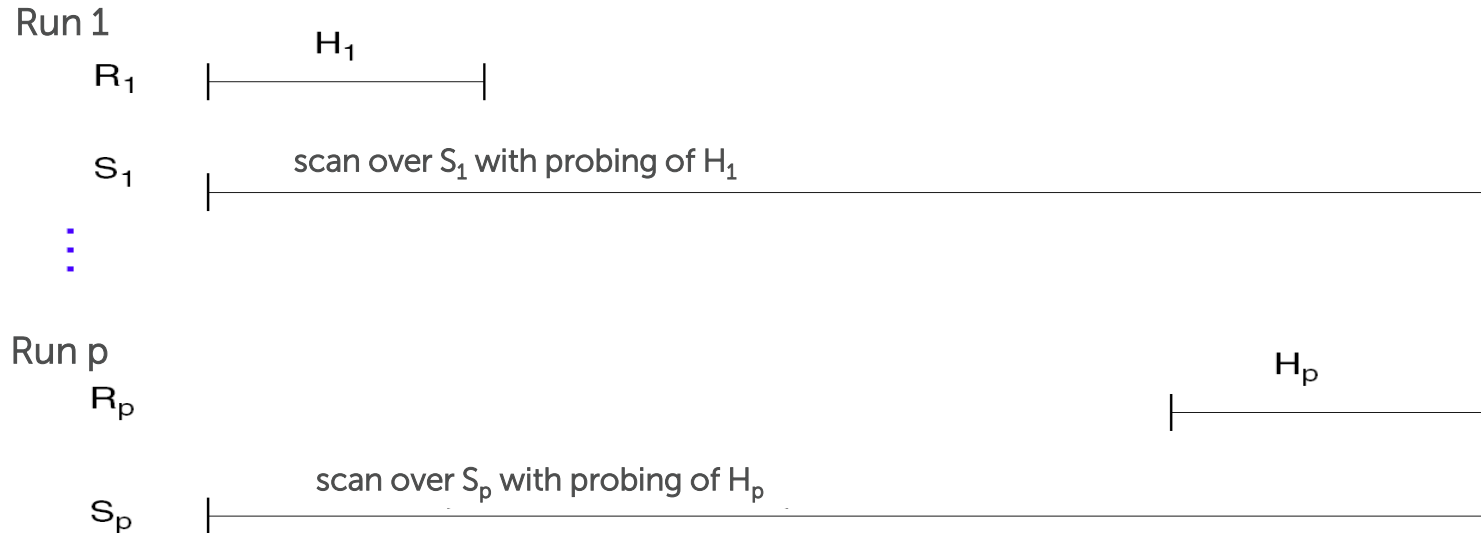 Run 1
H₁
R₁
scan over S₁ with probing of H₁
S₁
Run p
Hₚ
Rₚ
scan over Sₚ with probing of Hₚ
Sₚ